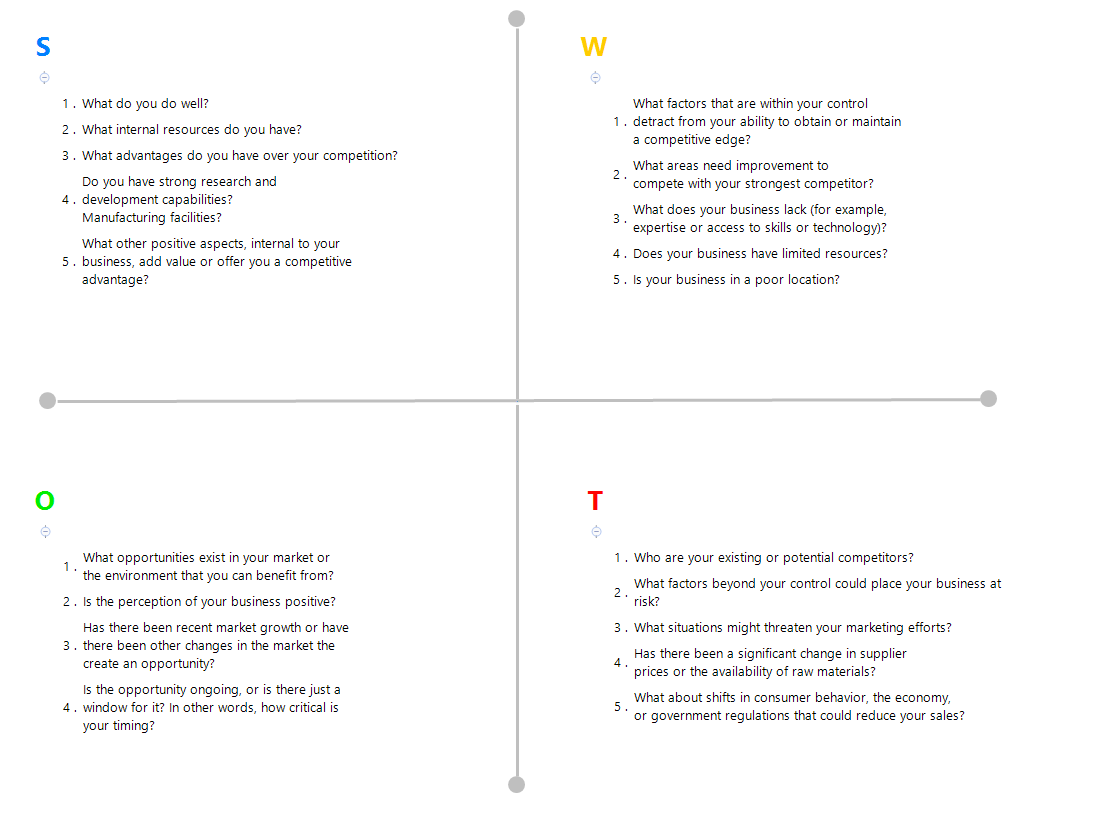 S
1 . What do you do well?
2 . What internal resources do you have?
3 . What advantages do you have over your competition?
Do you have strong research and
4 . development capabilities?
Manufacturing facilities?
What other positive aspects, internal to your
5 . business, add value or offer you a competitive
advantage?
W
What factors that are within your control
1 . detract from your ability to obtain or maintain
a competitive edge?
2 . What areas need improvement to
compete with your strongest competitor?
3 . What does your business lack (for example,
expertise or access to skills or technology)?
4 . Does your business have limited resources?
5 . Is your business in a poor location?
O
1 . What opportunities exist in your market or
the environment that you can benefit from?
2 . Is the perception of your business positive?
Has there been recent market growth or have
3 . there been other changes in the market the
create an opportunity?
Is the opportunity ongoing, or is there just a
4 . window for it? In other words, how critical is
your timing?
T
1 . Who are your existing or potential competitors?
2 . What factors beyond your control could place your business at
risk?
3 . What situations might threaten your marketing efforts?
4 . Has there been a significant change in supplier
prices or the availability of raw materials?
5 . What about shifts in consumer behavior, the economy,
or government regulations that could reduce your sales?